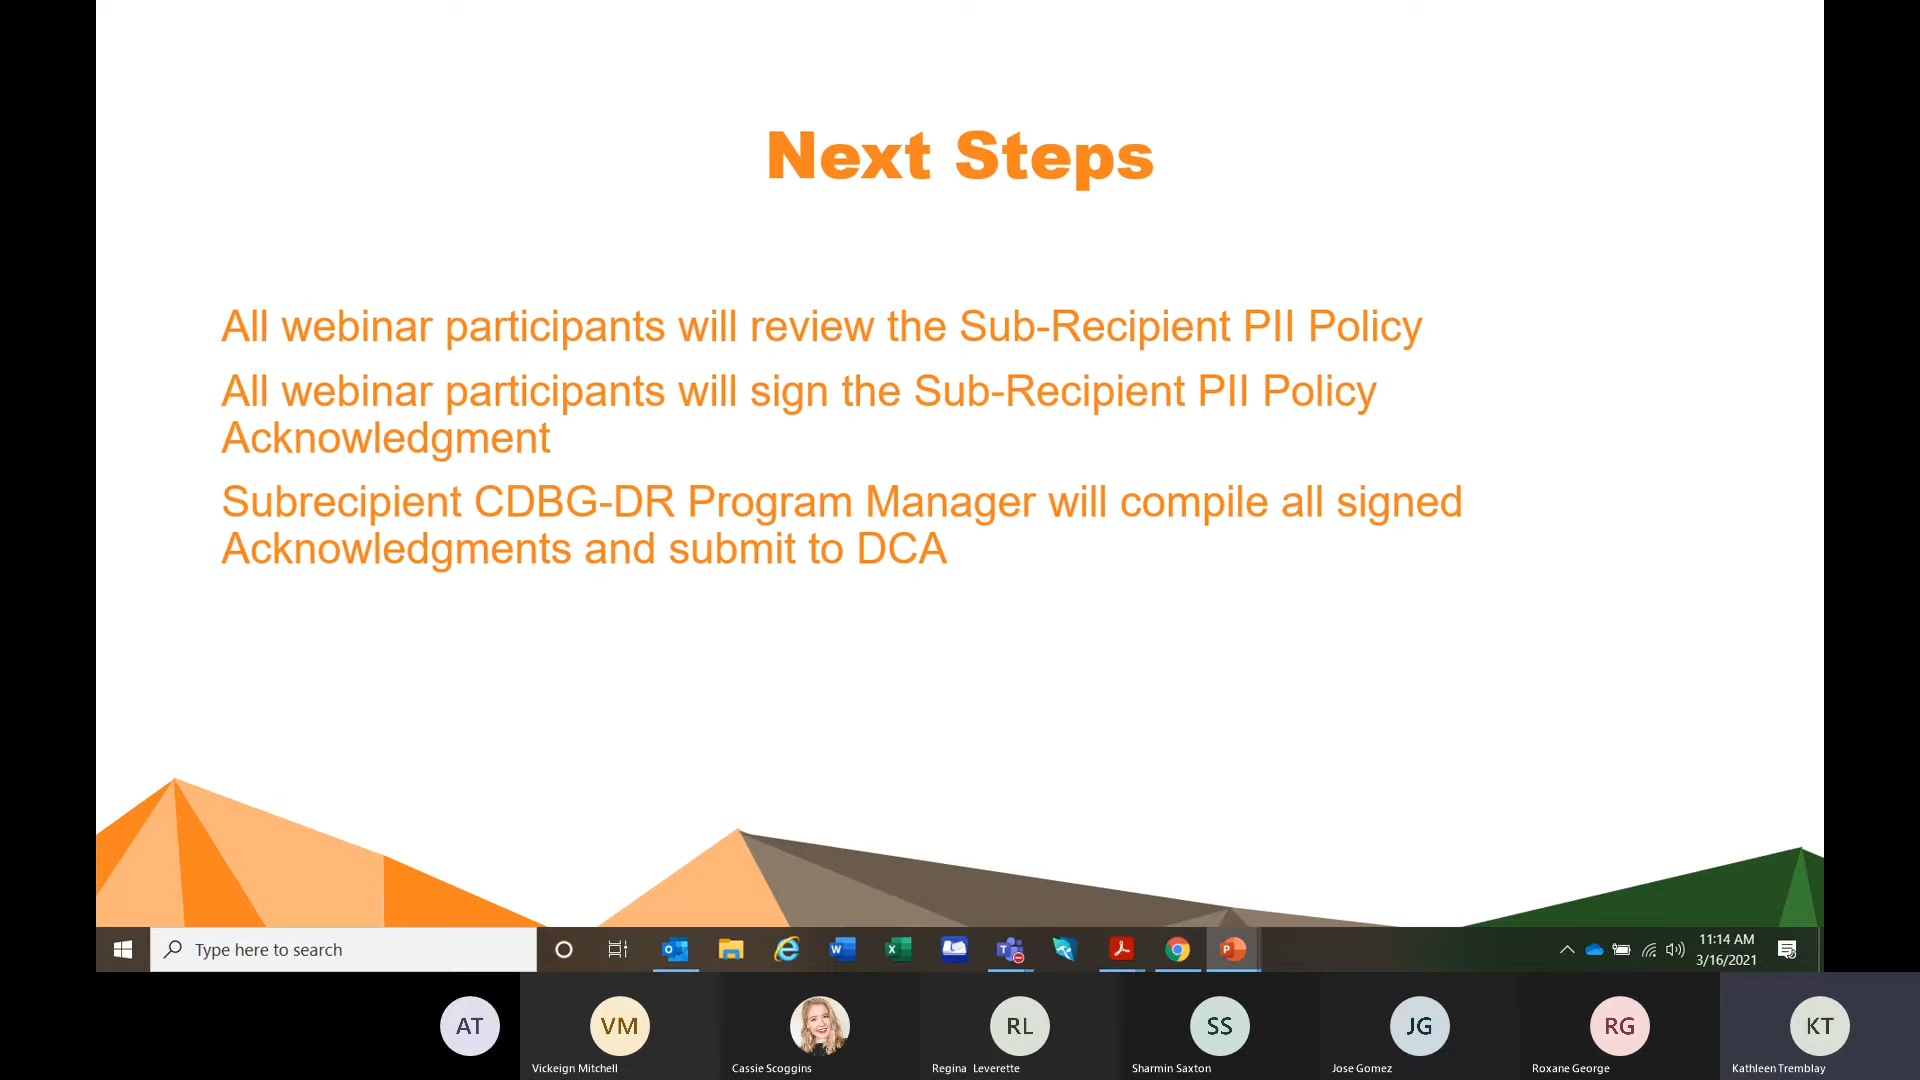 Next Steps
All webinar participants will review the Sub-Recipient PII Policy
All webinar participants will sign the Sub-Recipient PII Policy
Acknowledgment
Subrecipient CDBG-DR Program Manager will compile all signed
Acknowledgments and submit to DCA
Type here to search
11:14 AM
3/16/2021
AT
VM
RL
SS
JG
RG
KT
Vickeign Mitchell
Cassie Scoggins
Regina Leverette
Sharmin Saxton
Jose Gomez
Roxane George
Kathleen Tremblay